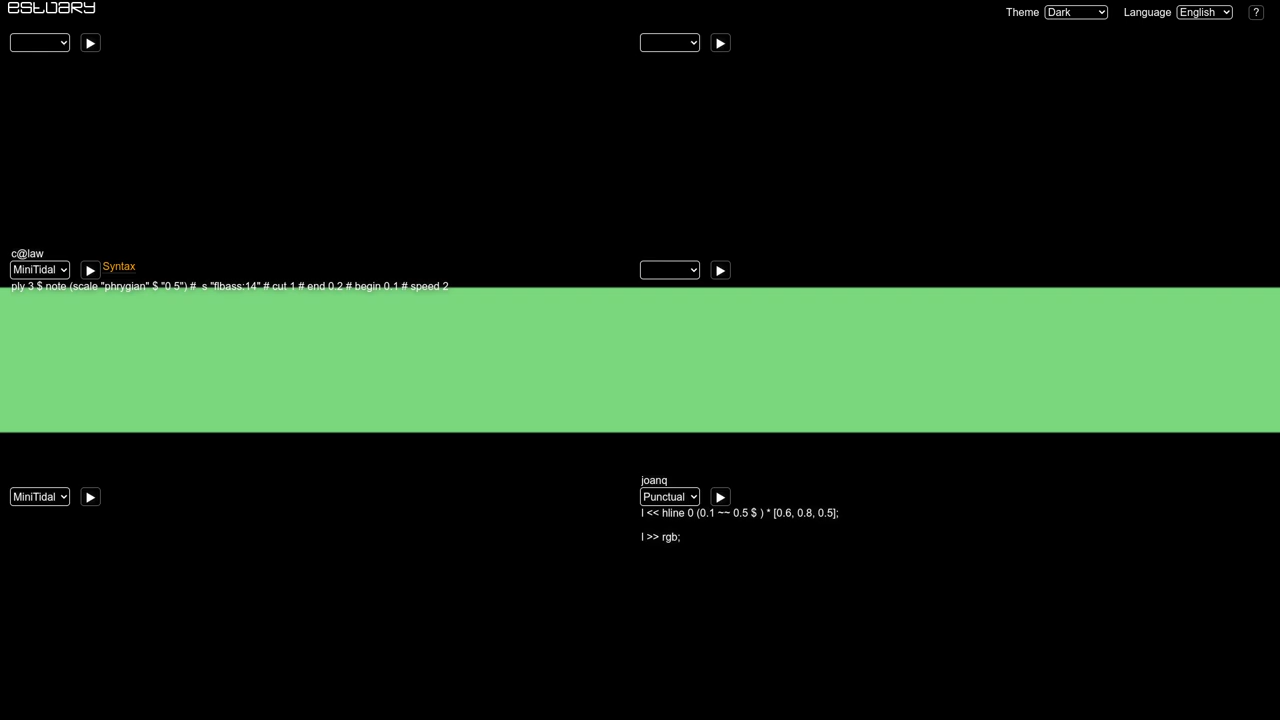 estuary
Theme Dark Language English ?
c@law
MiniTidal Syntax
ply 3 $ note (scale "phrygian" $ "0 5") #  s "flbass:14" # cut 1 # end 0.2 # begin 0.1 # speed 2
MiniTidal
joanq
Punctual
l << hline 0 (0.1 ~~ 0.5 $ ) * [0.6, 0.8, 0.5];
l >> rgb;